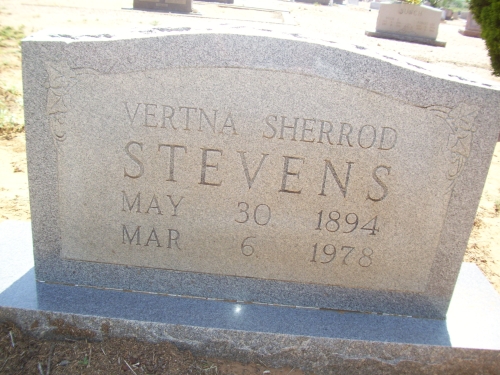 VERTNA SHERROD
STEVENS
MAY 30 1894
MAR 6 1978